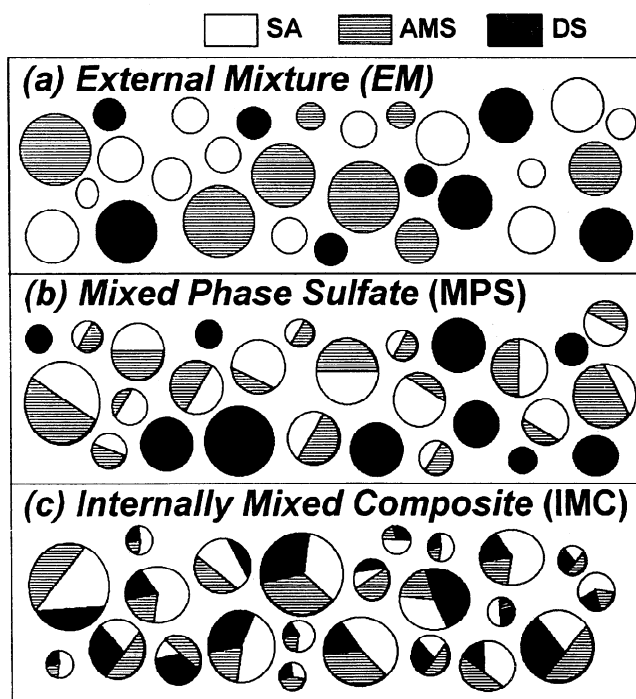 SA AMS DS
(a) External Mixture (EM)
(b) Mixed Phase Sulfate (MPS)
(c) Internally Mixed Composite (IMC)